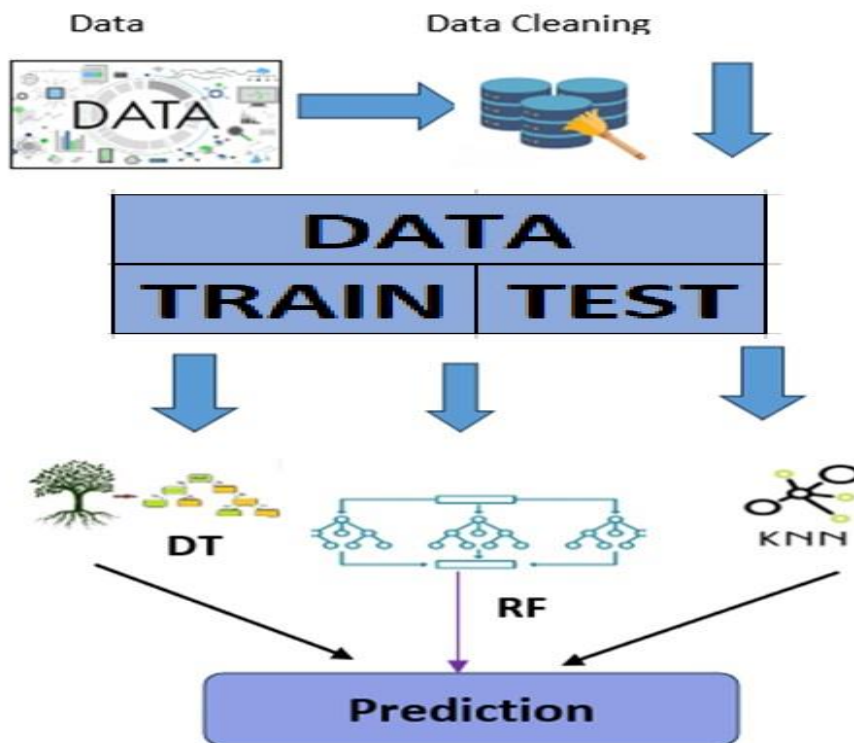 Data
Data Cleaning
DATA
DATA
TRAIN TEST
DT
RF
KNN
Prediction